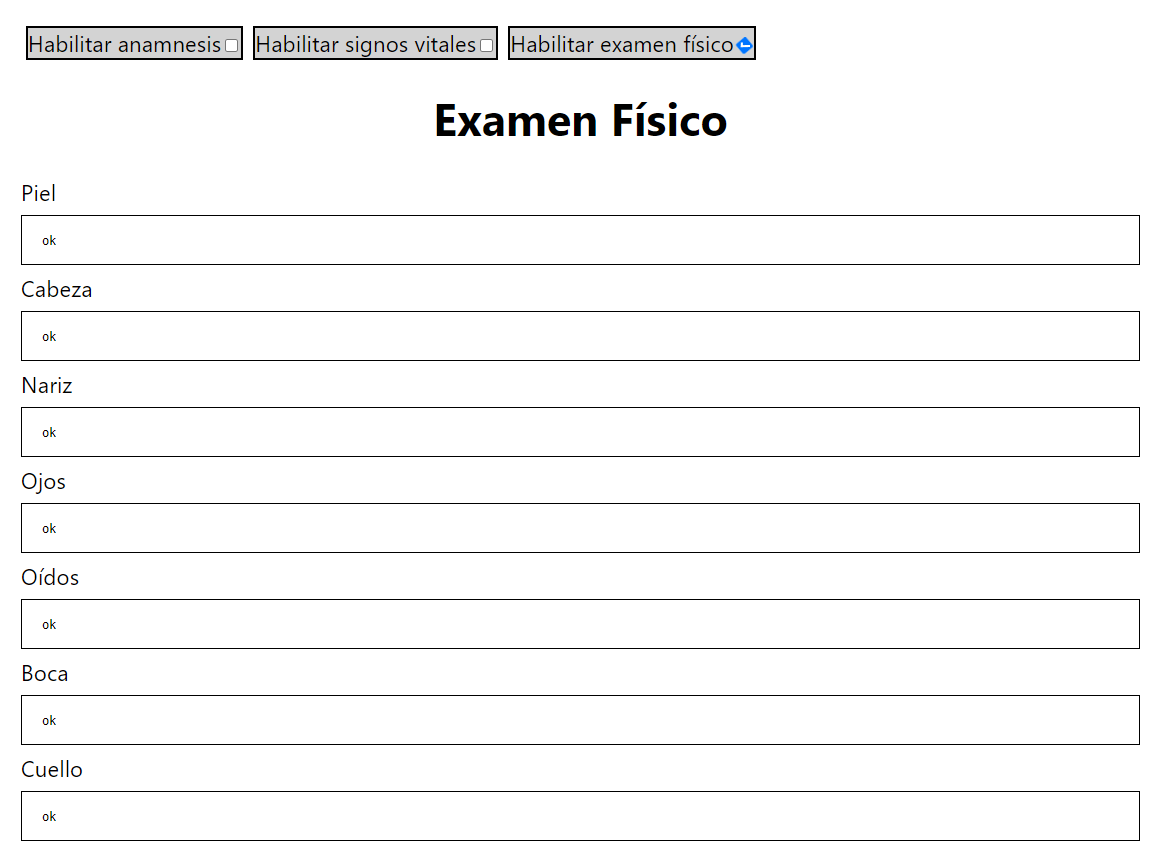 Habilitar anamnesis Habilitar signos vitales Habilitar examen físico
Examen Físico
Piel
ok
Cabeza
ok
Nariz
ok
Ojos
ok
Oídos
ok
Boca
ok
Cuello
ok